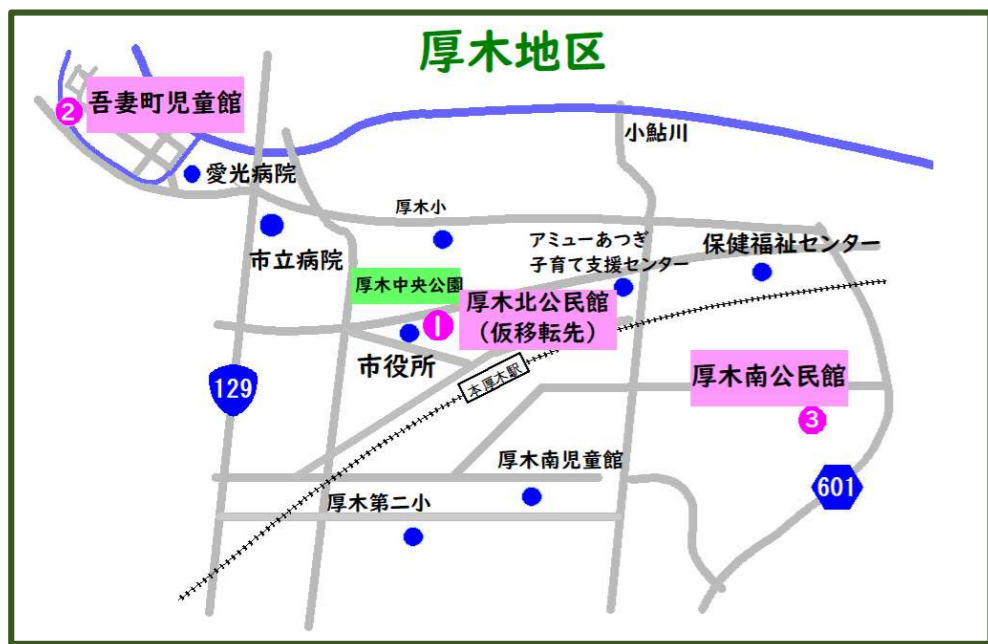 厚木地区
2
吾妻町児童館
小鮎川
愛光病院
厚木小
市立病院
アミューあつぎ
子育て支援センター
保健福祉センター
厚木中央公園
厚木北公民館
（仮移転先）
1
市役所
本厚木駅
129
厚木南公民館
3
厚木南児童館
601
厚木第二小